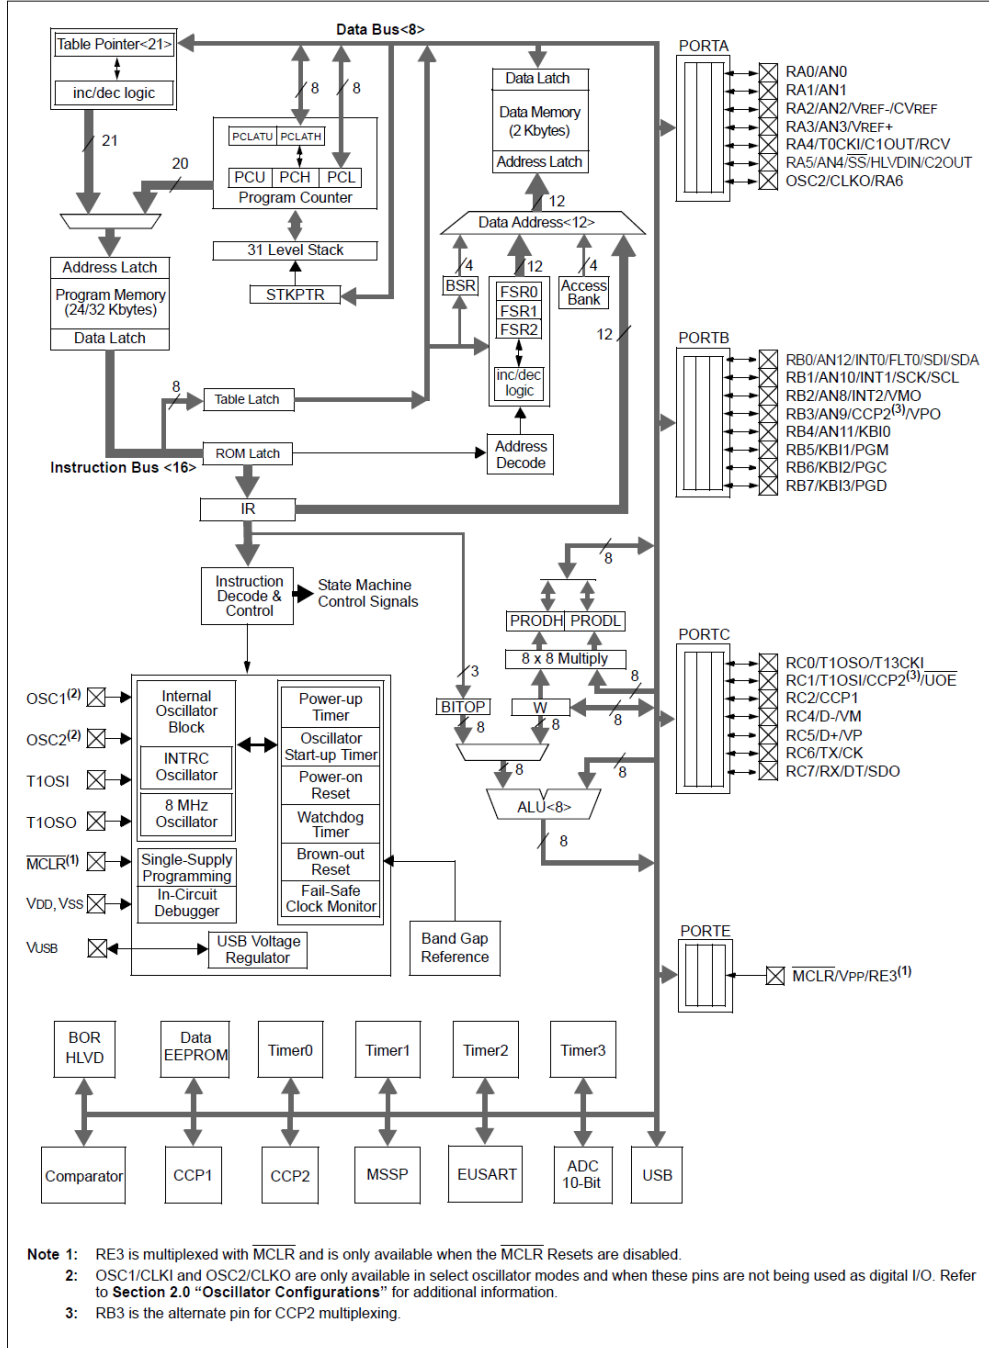 Data Bus<8>
Table Pointer<21>
inc/dec logic
21
20
8
8
PCLATU PCLATH
PCU PCH PCL
Program Counter
31 Level Stack
STKPTR
Data Latch
Data Memory
(2 Kbytes)
Address Latch
12
Data Address<12>
4
12
4
BSR
FSR0
FSR1
FSR2
inc/dec
logic
Access
Bank
12
Address Latch
Program Memory
(24/32 Kbytes)
Data Latch
8
Table Latch
Instruction Bus <16>
ROM Latch
Address
Decode
IR
Instruction
Decode &
Control
State Machine
Control Signals
8
PRODH PRODL
8 x 8 Multiply
3
8
BITOP
W
8
8
8
8
8
ALU<8>
8
OSC1(2)
OSC2(2)
T1OSI
T1OSO
MCLR(1)
VDD, VSS
VUSB
Internal
Oscillator
Block
INTRC
Oscillator
8 MHz
Oscillator
Single-Supply
Programming
In-Circuit
Debugger
USB Voltage
Regulator
Power-up
Timer
Oscillator
Start-up Timer
Power-on
Reset
Watchdog
Timer
Brown-out
Reset
Fail-Safe
Clock Monitor
Band Gap
Reference
PORTA
RA0/AN0
RA1/AN1
RA2/AN2/VREF-/CVREF
RA3/AN3/VREF+
RA4/T0CKI/C1OUT/RCV
RA5/AN4/SS/HLVDIN/C2OUT
OSC2/CLKO/RA6
PORTB
RB0/AN12/INT0/FLT0/SDI/SDA
RB1/AN10/INT1/SCK/SCL
RB2/AN8/INT2/VMO
RB3/AN9/CCP2(3)/VPO
RB4/AN11/KBI0
RB5/KBI1/PGM
RB6/KBI2/PGC
RB7/KBI3/PGD
PORTC
RC0/T1OSO/T13CKI
RC1/T1OSI/CCP2(3)/UOE
RC2/CCP1
RC4/D-/VM
RC5/D+/VP
RC6/TX/CK
RC7/RX/DT/SDO
PORTE
MCLR/VPP/RE3(1)
BOR
HLVD
Data
EEPROM
Timer0
Timer1
Timer2
Timer3
Comparator
CCP1
CCP2
MSSP
EUSART
ADC
10-Bit
USB
Note 1: RE3 is multiplexed with MCLR and is only available when the MCLR Resets are disabled.
2: OSC1/CLKI and OSC2/CLKO are only available in select oscillator modes and when these pins are not being used as digital I/O. Refer
to Section 2.0 “Oscillator Configurations” for additional information.
3: RB3 is the alternate pin for CCP2 multiplexing.